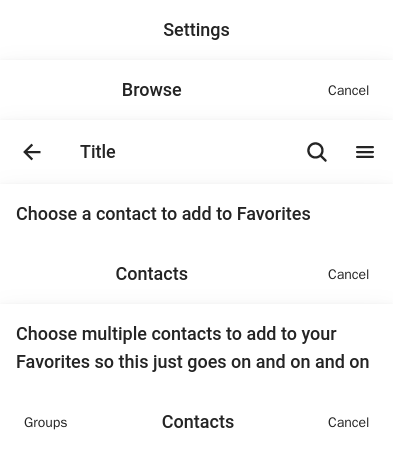 Settings
Browse Cancel
Title
Choose a contact to add to Favorites
Contacts Cancel
Choose multiple contacts to add to your
Favorites so this just goes on and on and on
Groups Contacts Cancel